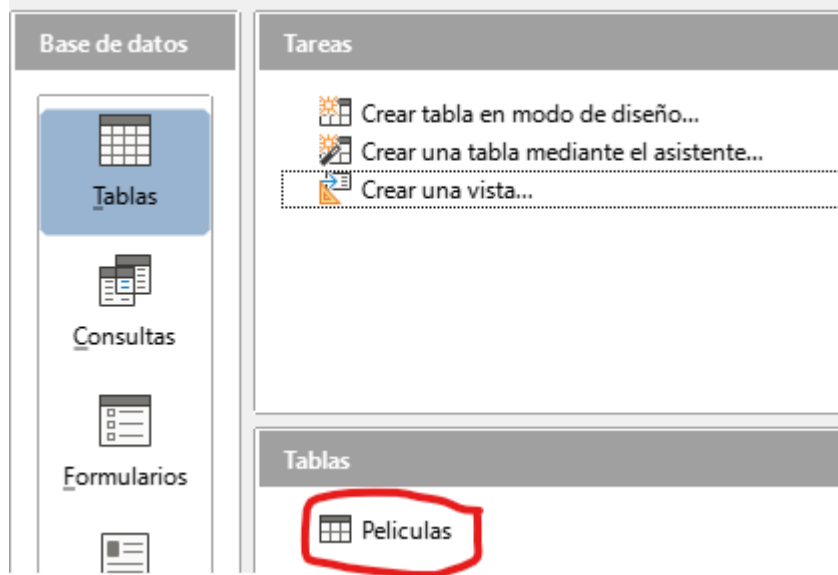 Base de datos
Tablas
Consultas
Formularios
Tareas
Crear tabla en modo de diseño...
Crear una tabla mediante el asistente...
Crear una vista...
Tablas
Peliculas